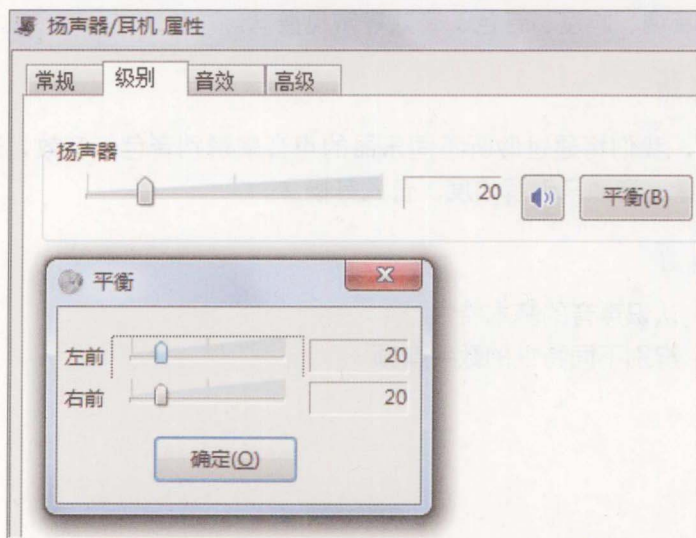 扬声器/耳机 属性
常规 级别 音效 高级
扬声器
20 平衡(B)
平衡
左前 20
右前 20
确定(O)